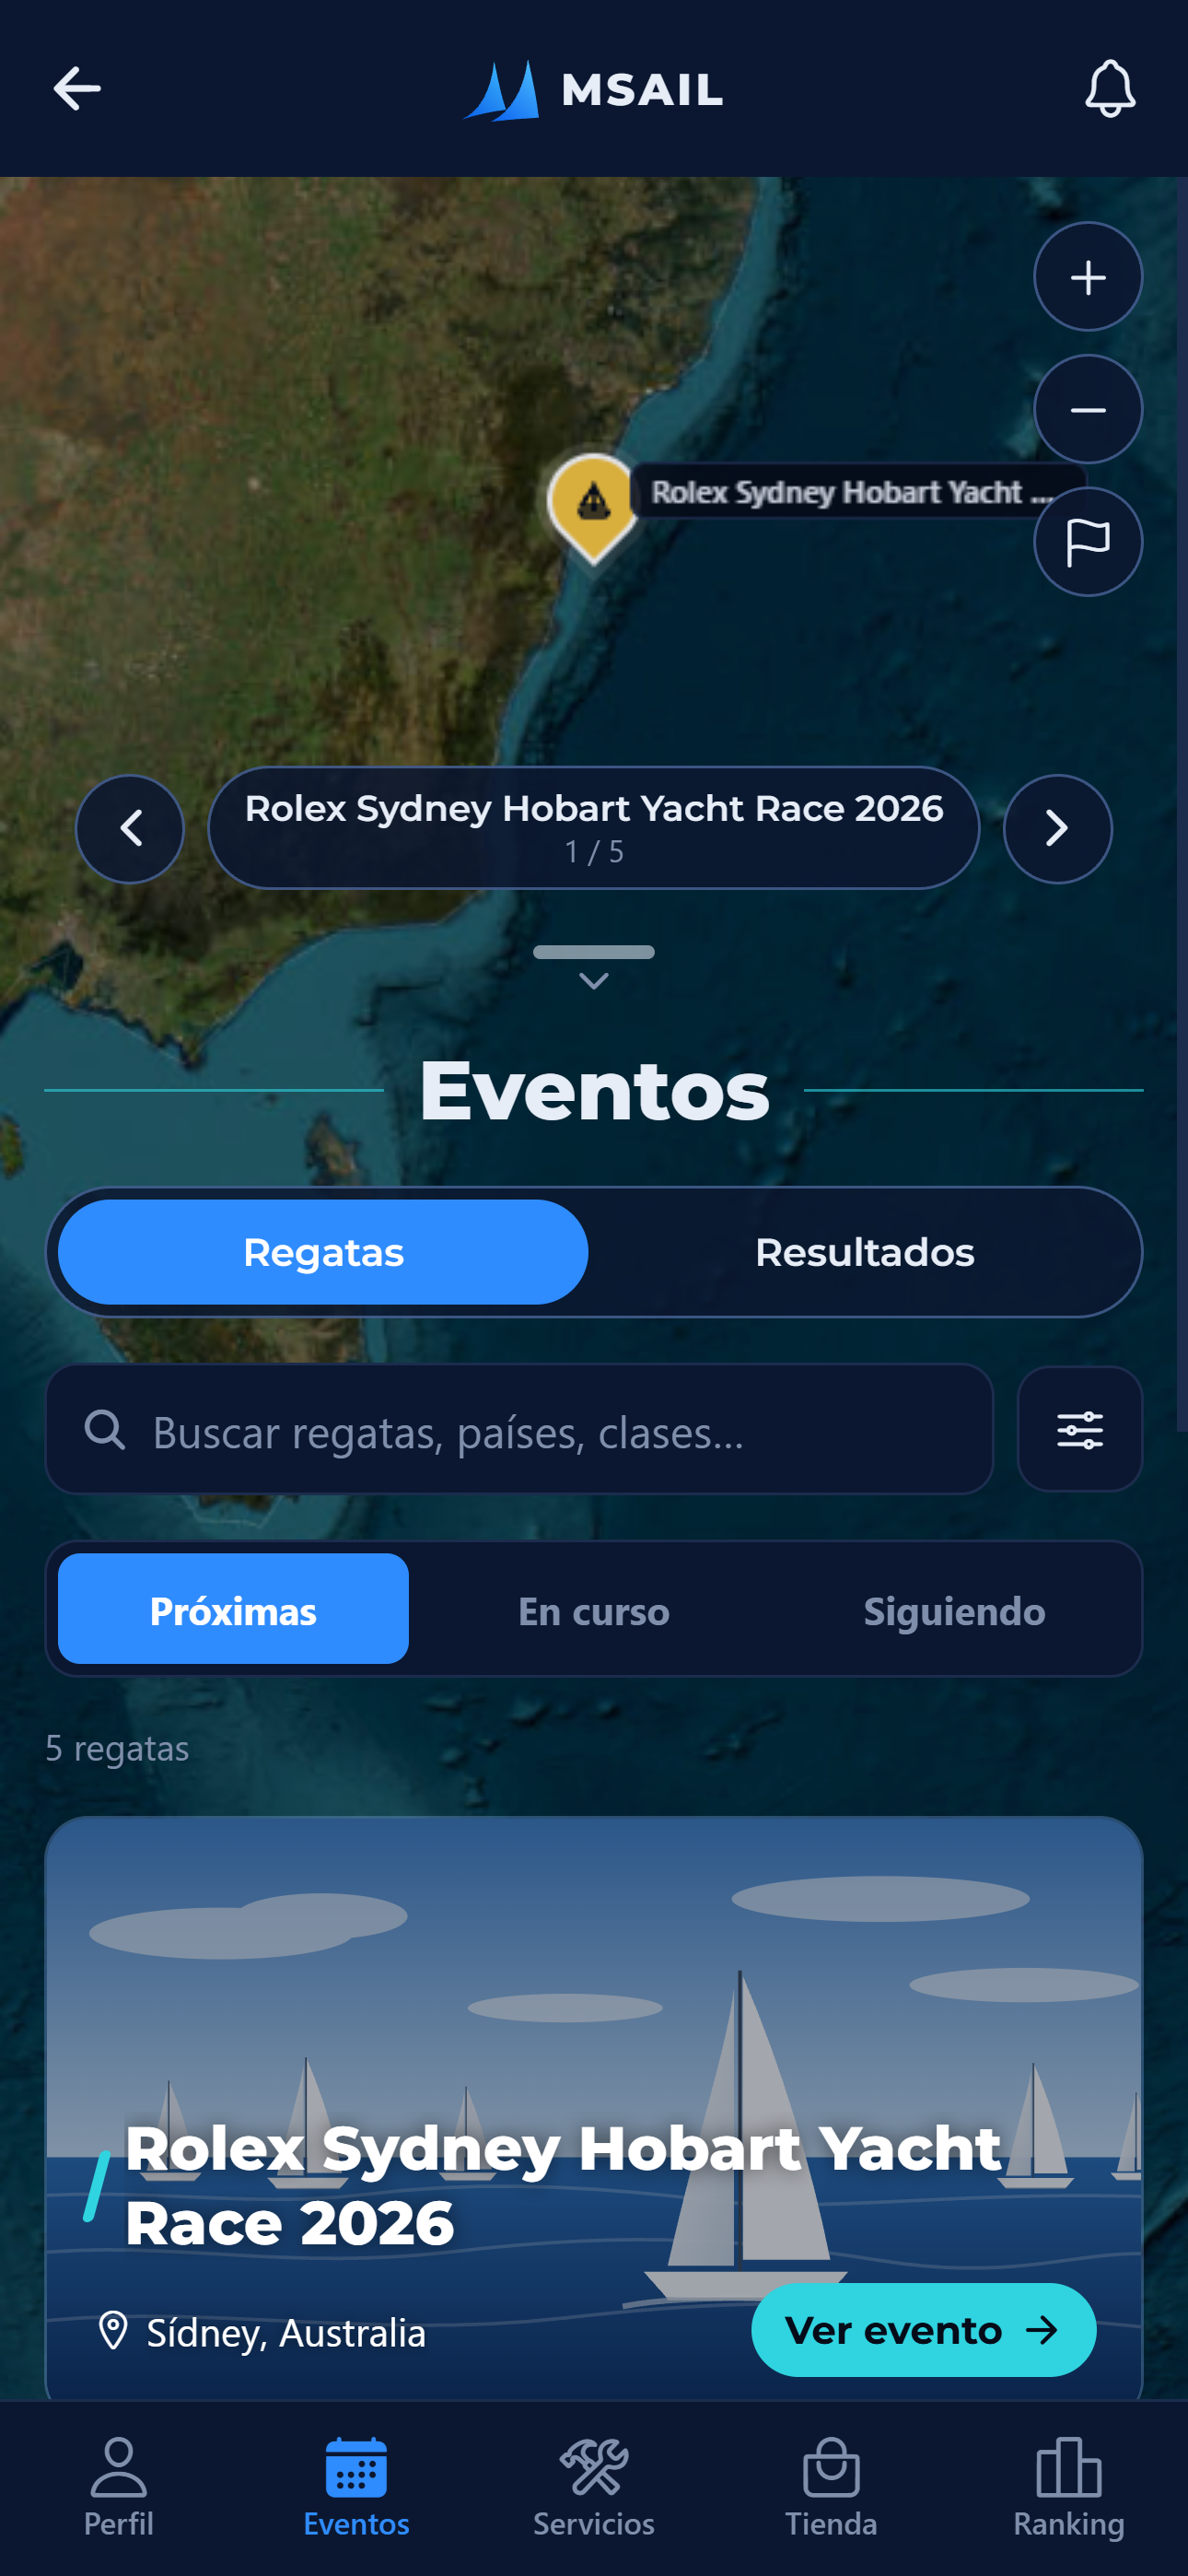 MSAIL
Rolex Sydney Hobart Yacht ...
Rolex Sydney Hobart Yacht Race 2026
1 / 5
Eventos
Regatas
Resultados
Buscar regatas, países, clases...
Próximas
En curso
Siguiendo
5 regatas
Rolex Sydney Hobart Yacht
Race 2026
Sídney, Australia
Ver evento
Perfil
Eventos
Servicios
Tienda
Ranking